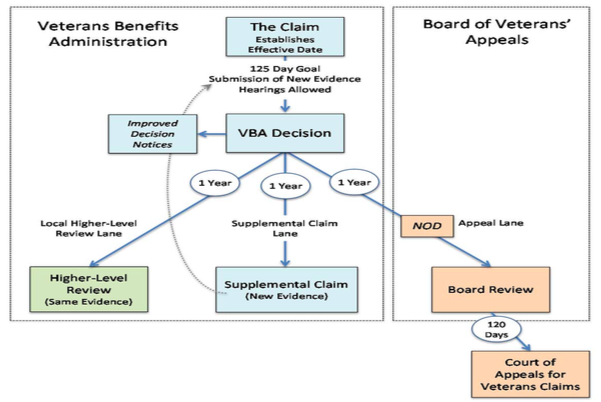 Veterans Benefits
Administration
The Claim
Establishes
Effective Date
Board of Veterans'
Appeals
125 Day Goal
Submission of New Evidence
Hearings Allowed
Improved
Decision
Notices
VBA Decision
1 Year
1 Year
1 Year
Local Higher-Level
Review Lane
Supplemental Claim
Lane
NOD
Appeal Lane
Higher-Level
Review
(Same Evidence)
Supplemental Claim
(New Evidence)
Board Review
120
Days
Court of
Appeals for
Veterans Claims